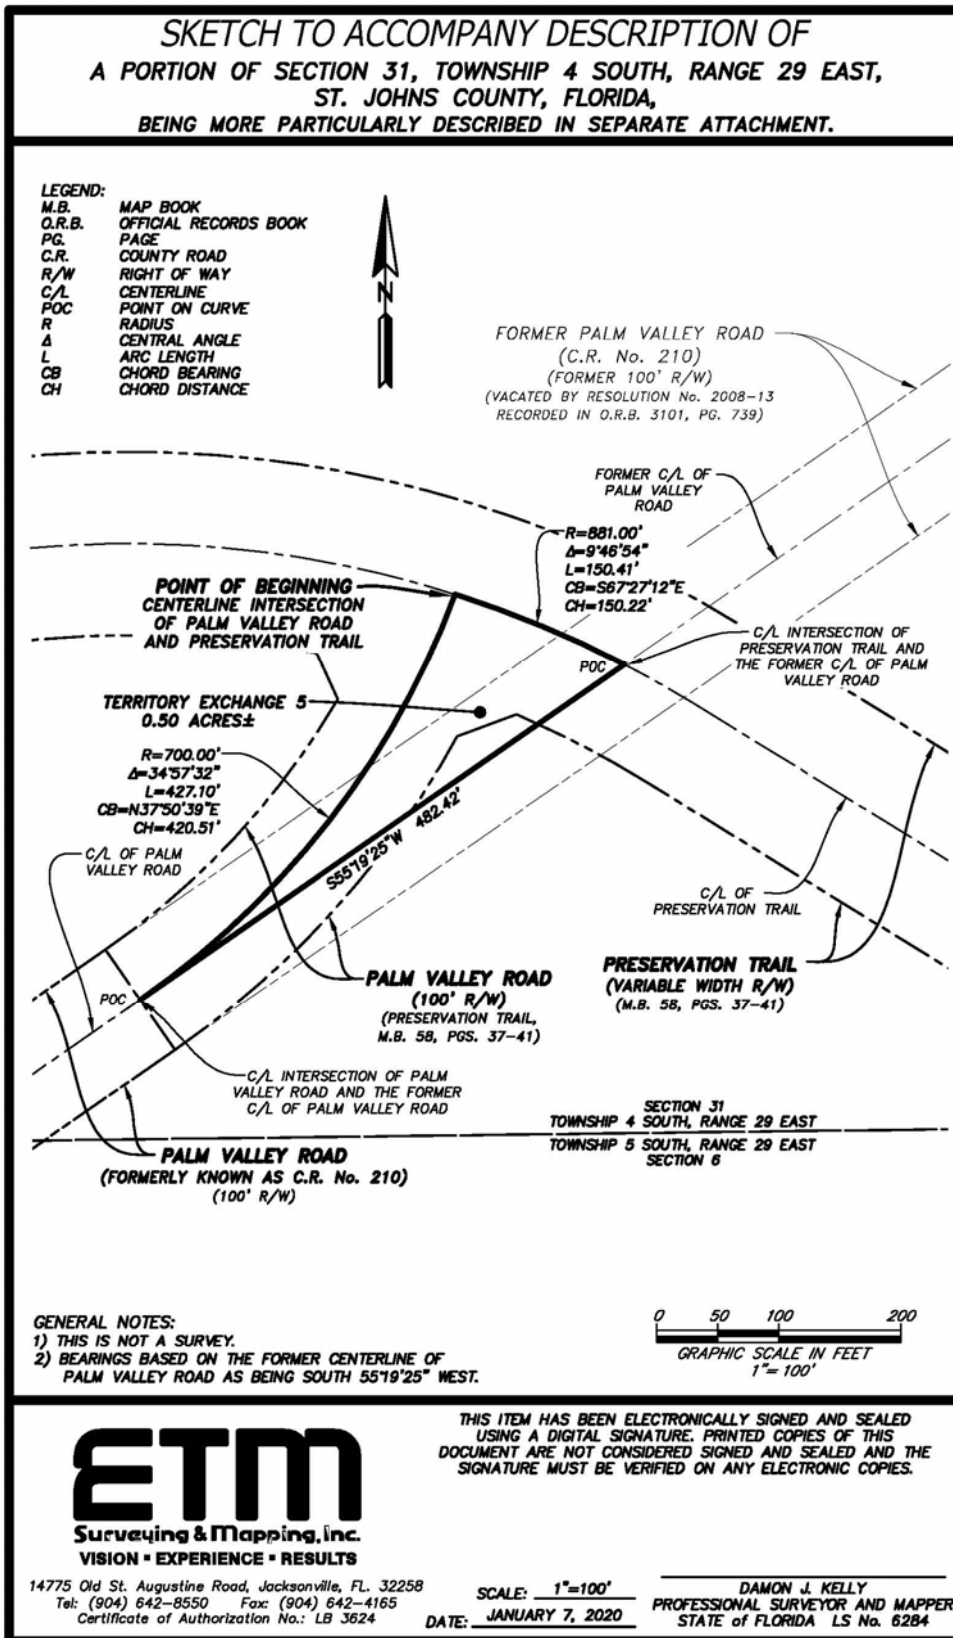 SKETCH TO ACCOMPANY DESCRIPTION OF
A PORTION OF SECTION 31, TOWNSHIP 4 SOUTH, RANGE 29 EAST,
ST. JOHNS COUNTY, FLORIDA,
BEING MORE PARTICULARLY DESCRIBED IN SEPARATE ATTACHMENT.
LEGEND:
M.B. MAP BOOK
O.R.B. OFFICIAL RECORDS BOOK
PG. PAGE
C.R. COUNTY ROAD
R/W RIGHT OF WAY
C/L CENTERLINE
POC POINT ON CURVE
R RADIUS
Δ CENTRAL ANGLE
L ARC LENGTH
CB CHORD BEARING
CH CHORD DISTANCE
N
FORMER PALM VALLEY ROAD
(C.R. No. 210)
(FORMER 100' R/W)
(VACATED BY RESOLUTION No. 2008-13
RECORDED IN O.R.B. 3101, PG. 739)
FORMER C/L OF
PALM VALLEY
ROAD
R=881.00'
Δ=9°46'54"
L=150.41'
CB=S67°27'12"E
CH=150.22'
POINT OF BEGINNING
CENTERLINE INTERSECTION
OF PALM VALLEY ROAD
AND PRESERVATION TRAIL
C/L INTERSECTION OF
PRESERVATION TRAIL AND
THE FORMER C/L OF PALM
VALLEY ROAD
POC
TERRITORY EXCHANGE 5
0.50 ACRES±
R=700.00'
Δ=34°57'32"
L=427.10'
CB=N37°50'39"E
CH=420.51'
C/L OF PALM
VALLEY ROAD
S55°19'25"W 482.42'
C/L OF
PRESERVATION TRAIL
POC
PALM VALLEY ROAD
(100' R/W)
(PRESERVATION TRAIL,
M.B. 58, PGS. 37-41)
PRESERVATION TRAIL
(VARIABLE WIDTH R/W)
(M.B. 58, PGS. 37-41)
C/L INTERSECTION OF PALM
VALLEY ROAD AND THE FORMER
C/L OF PALM VALLEY ROAD
SECTION 31
TOWNSHIP 4 SOUTH, RANGE 29 EAST
TOWNSHIP 5 SOUTH, RANGE 29 EAST
SECTION 6
PALM VALLEY ROAD
(FORMERLY KNOWN AS C.R. No. 210)
(100' R/W)
GENERAL NOTES:
1) THIS IS NOT A SURVEY.
2) BEARINGS BASED ON THE FORMER CENTERLINE OF
PALM VALLEY ROAD AS BEING SOUTH 55°19'25" WEST.
0 50 100 200
GRAPHIC SCALE IN FEET
1"= 100'
ETM
Surveying & Mapping, Inc.
VISION ▪ EXPERIENCE ▪ RESULTS
14775 Old St. Augustine Road, Jacksonville, FL. 32258
Tel: (904) 642-8550 Fax: (904) 642-4165
Certificate of Authorization No.: LB 3624
THIS ITEM HAS BEEN ELECTRONICALLY SIGNED AND SEALED
USING A DIGITAL SIGNATURE. PRINTED COPIES OF THIS
DOCUMENT ARE NOT CONSIDERED SIGNED AND SEALED AND THE
SIGNATURE MUST BE VERIFIED ON ANY ELECTRONIC COPIES.
SCALE: 1"=100'
DATE: JANUARY 7, 2020
DAMON J. KELLY
PROFESSIONAL SURVEYOR AND MAPPER
STATE of FLORIDA LS No. 6284